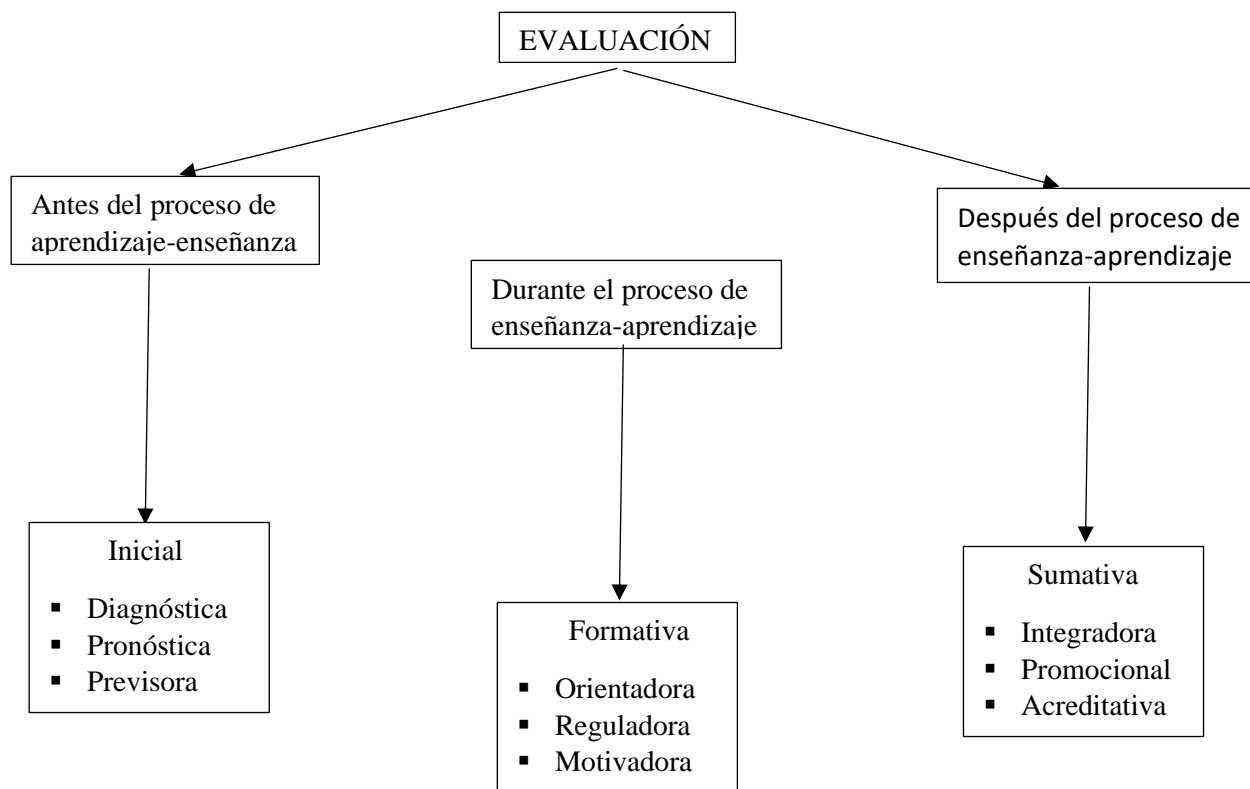 EVALUACIÓN
Antes del proceso de
aprendizaje-enseñanza
Después del proceso de
enseñanza-aprendizaje
Durante el proceso de
enseñanza-aprendizaje
Inicial
▪ Diagnóstica
▪ Pronóstica
▪ Previsora
Formativa
▪ Orientadora
▪ Reguladora
▪ Motivadora
Sumativa
▪ Integradora
▪ Promocional
▪ Acreditativa